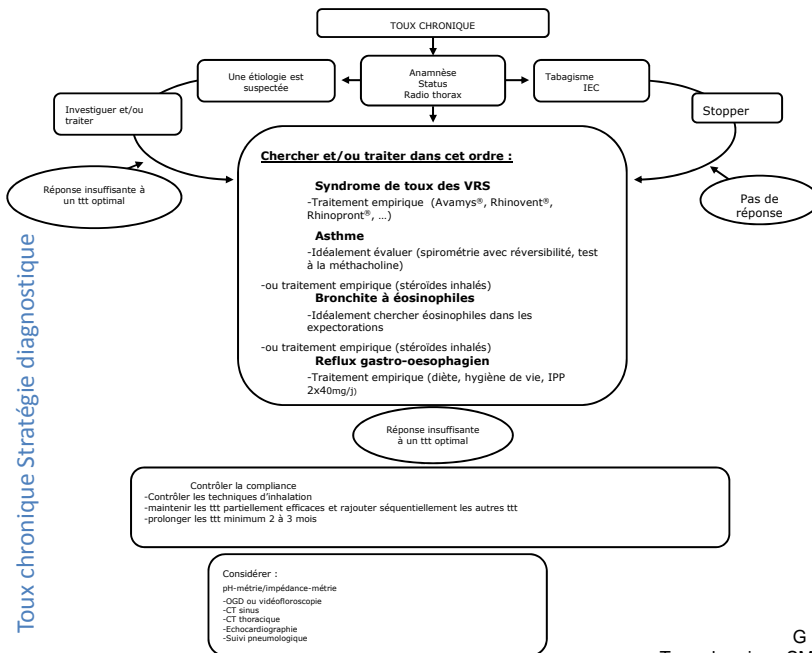 TOUX CHRONIQUE
Une étiologie est
suspectée
Anamnèse
Status
Radio thorax
Tabagisme
IEC
Investiguer et/ou
traiter
Stopper
Réponse insuffisante à
un ttt optimal
Pas de
réponse
Chercher et/ou traiter dans cet ordre :
Syndrome de toux des VRS
-Traitement empirique (Avamys®, Rhinovent®,
Rhinopront®, ...)
Asthme
-Idéalement évaluer (spirométrie avec réversibilité, test
à la méthacholine)
-ou traitement empirique (stéroïdes inhalés)
Bronchite à éosinophiles
-Idéalement chercher éosinophiles dans les
expectorations
-ou traitement empirique (stéroïdes inhalés)
Reflux gastro-oesophagien
-Traitement empirique (diète, hygiène de vie, IPP
2x40mg/j)
Réponse insuffisante
à un ttt optimal
Contrôler la compliance
-Contrôler les techniques d'inhalation
-maintenir les ttt partiellement efficaces et rajouter séquentiellement les autres ttt
-prolonger les ttt minimum 2 à 3 mois
Considérer :
pH-métrie/impédance-métrie
-OGD ou vidéofloroscopie
-CT sinus
-CT thoracique
-Echocardiographie
-Suivi pneumologique
Toux chronique Stratégie diagnostique
G